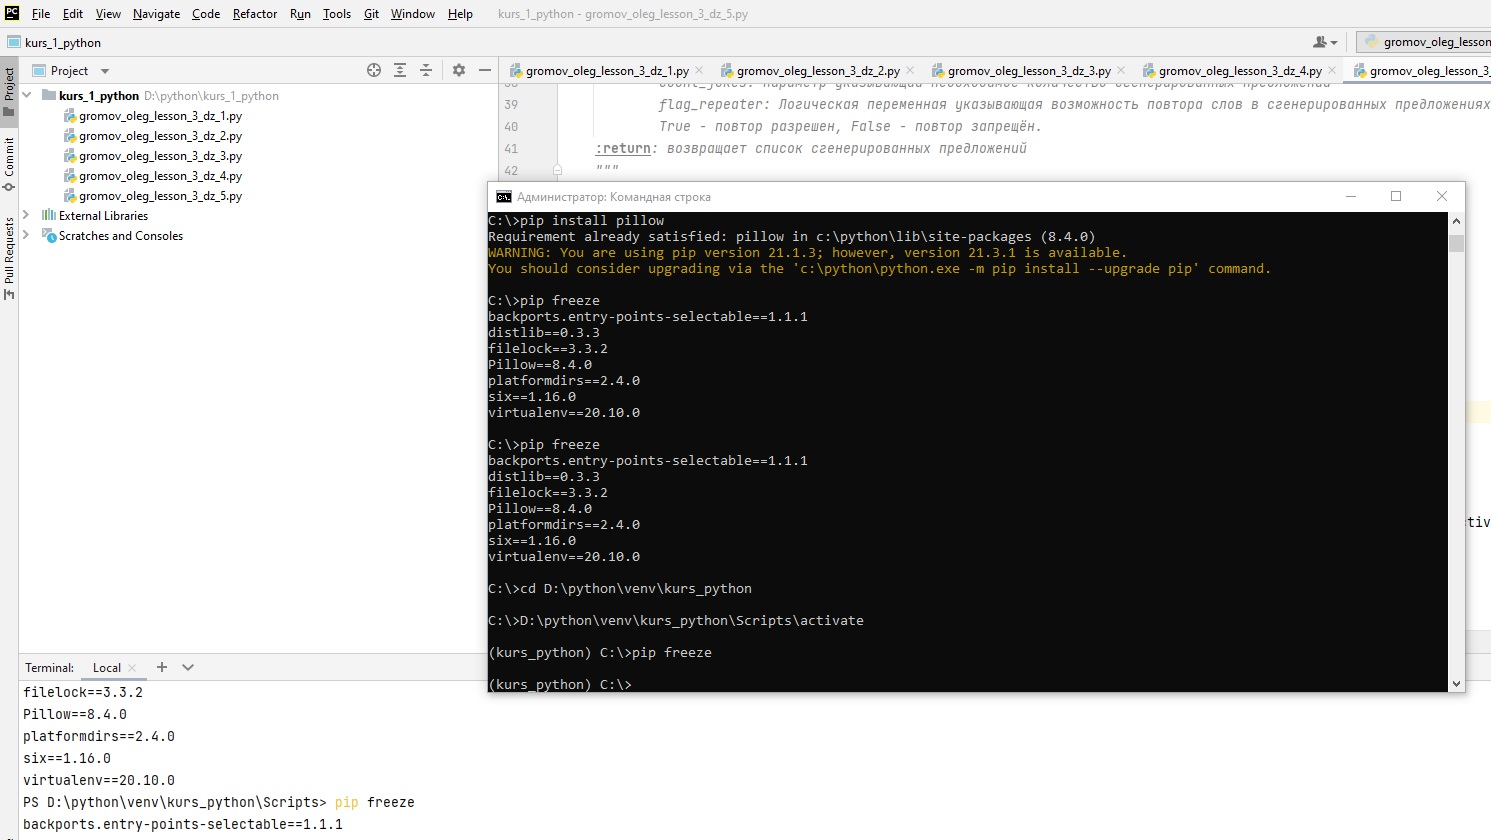 PC File Edit View Navigate Code Refactor Run Tools Git Window Help kurs_1_python - gromov_oleg_lesson_3_dz_5.py
kurs_1_python
gromov_oleg_lesson
Project
Commit
Pull Requests
Project
kurs_1_python D:\python\kurs_1_python
gromov_oleg_lesson_3_dz_1.py
gromov_oleg_lesson_3_dz_2.py
gromov_oleg_lesson_3_dz_3.py
gromov_oleg_lesson_3_dz_4.py
gromov_oleg_lesson_3_dz_5.py
External Libraries
Scratches and Consoles
gromov_oleg_lesson_3_dz_1.py gromov_oleg_lesson_3_dz_2.py gromov_oleg_lesson_3_dz_3.py gromov_oleg_lesson_3_dz_4.py gromov_oleg_lesson_3_
39 flag_repeater: Логическая переменная указывающая возможность повтора слов в сгенерированных предложениях
40 True - повтор разрешен, False - повтор запрещён.
41 :return: возвращает список сгенерированных предложений
42 """
Администратор: Командная строка
C:\>pip install pillow
Requirement already satisfied: pillow in c:\python\lib\site-packages (8.4.0)
WARNING: You are using pip version 21.1.3; however, version 21.3.1 is available.
You should consider upgrading via the 'c:\python\python.exe -m pip install --upgrade pip' command.
C:\>pip freeze
backports.entry-points-selectable==1.1.1
distlib==0.3.3
filelock==3.3.2
Pillow==8.4.0
platformdirs==2.4.0
six==1.16.0
virtualenv==20.10.0
C:\>pip freeze
backports.entry-points-selectable==1.1.1
distlib==0.3.3
filelock==3.3.2
Pillow==8.4.0
platformdirs==2.4.0
six==1.16.0
virtualenv==20.10.0
C:\>cd D:\python\venv\kurs_python
C:\>D:\python\venv\kurs_python\Scripts\activate
(kurs_python) C:\>pip freeze
(kurs_python) C:\>
Terminal: Local
filelock==3.3.2
Pillow==8.4.0
platformdirs==2.4.0
six==1.16.0
virtualenv==20.10.0
PS D:\python\venv\kurs_python\Scripts> pip freeze
backports.entry-points-selectable==1.1.1